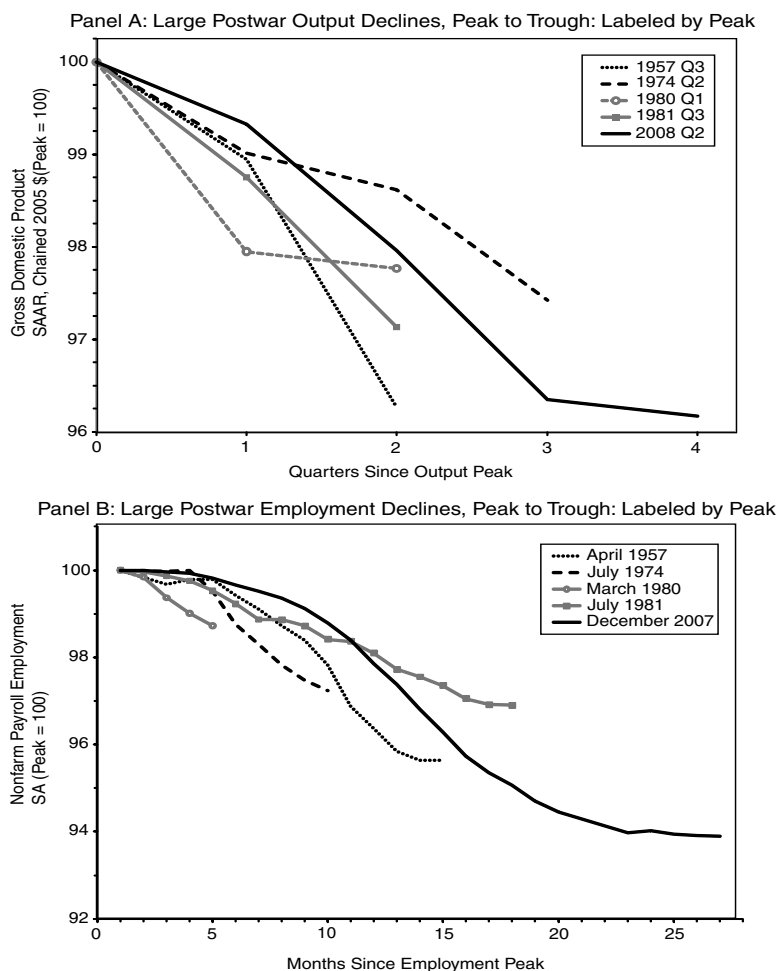 Panel A: Large Postwar Output Declines, Peak to Trough: Labeled by Peak
100
99
98
97
96
Gross Domestic Product
SAAR, Chained 2005 $(Peak = 100)
1957 Q3
1974 Q2
1980 Q1
1981 Q3
2008 Q2
0 1 2 3 4
Quarters Since Output Peak
Panel B: Large Postwar Employment Declines, Peak to Trough: Labeled by Peak
100
98
96
94
92
Nonfarm Payroll Employment
SA (Peak = 100)
April 1957
July 1974
March 1980
July 1981
December 2007
0 5 10 15 20 25
Months Since Employment Peak